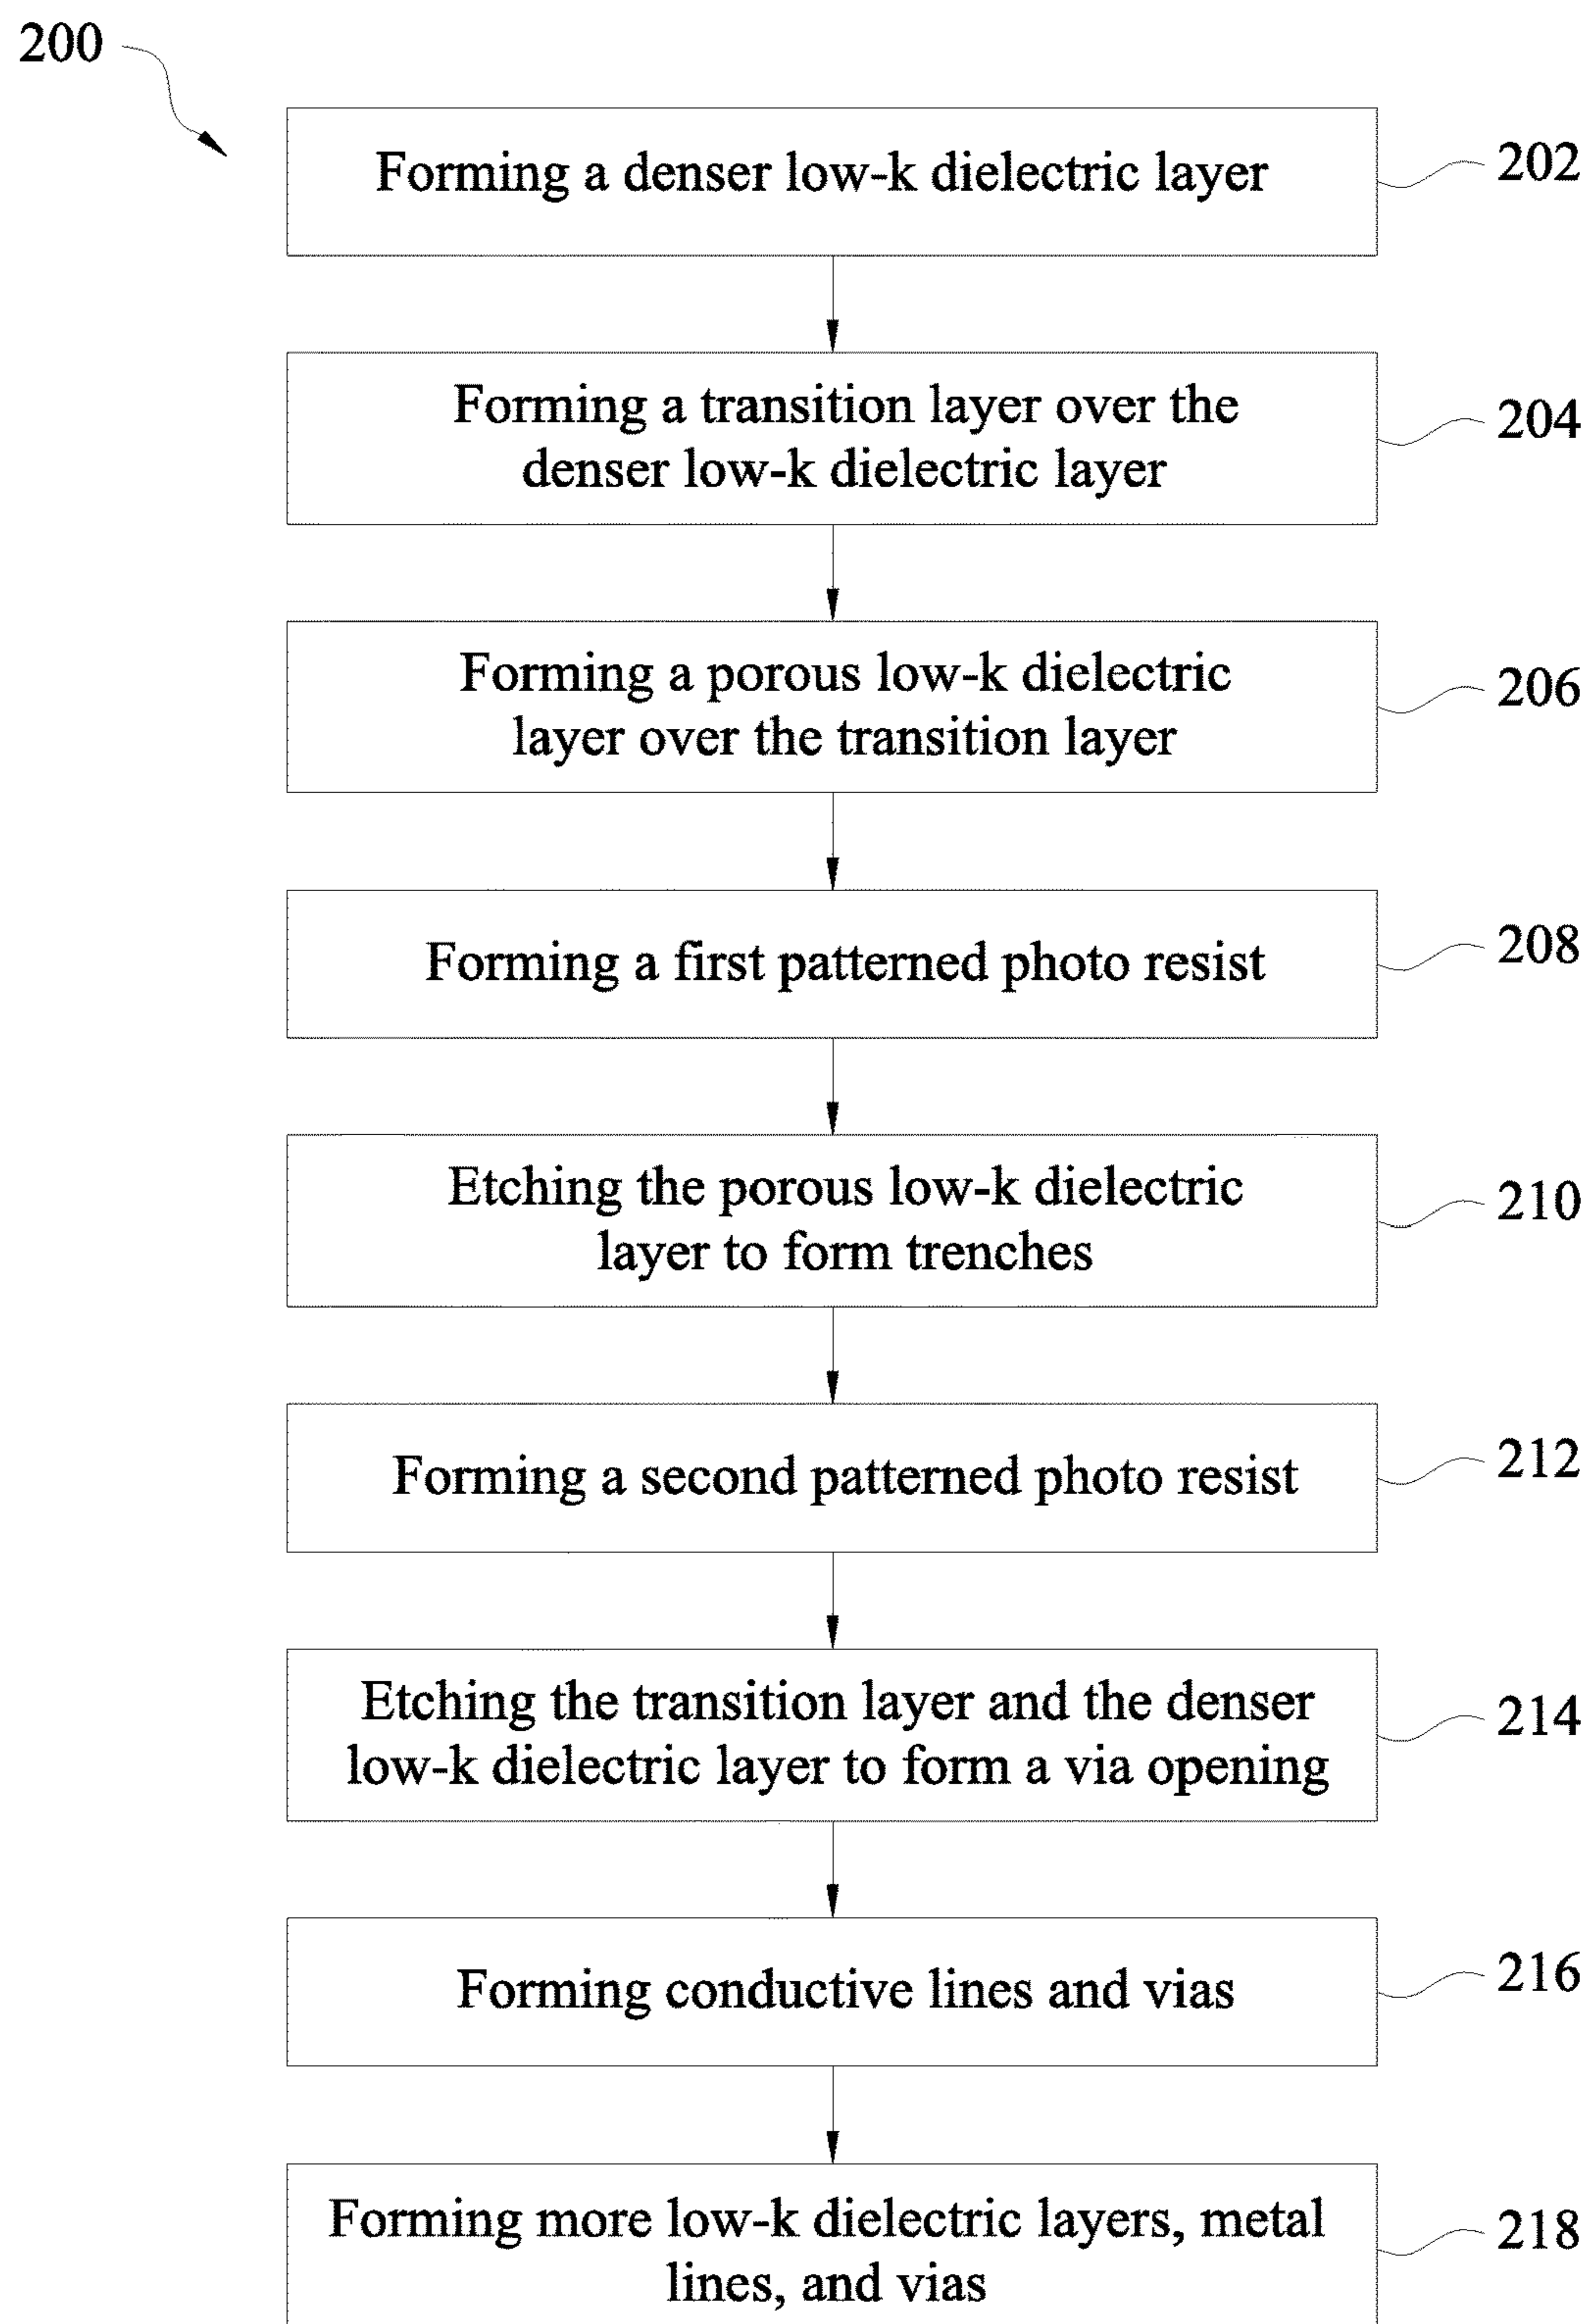 200
Forming a denser low-k dielectric layer
202
Forming a transition layer over the
denser low-k dielectric layer
204
Forming a porous low-k dielectric
layer over the transition layer
206
Forming a first patterned photo resist
208
Etching the porous low-k dielectric
layer to form trenches
210
Forming a second patterned photo resist
212
Etching the transition layer and the denser
low-k dielectric layer to form a via opening
214
Forming conductive lines and vias
216
Forming more low-k dielectric layers, metal
lines, and vias
218